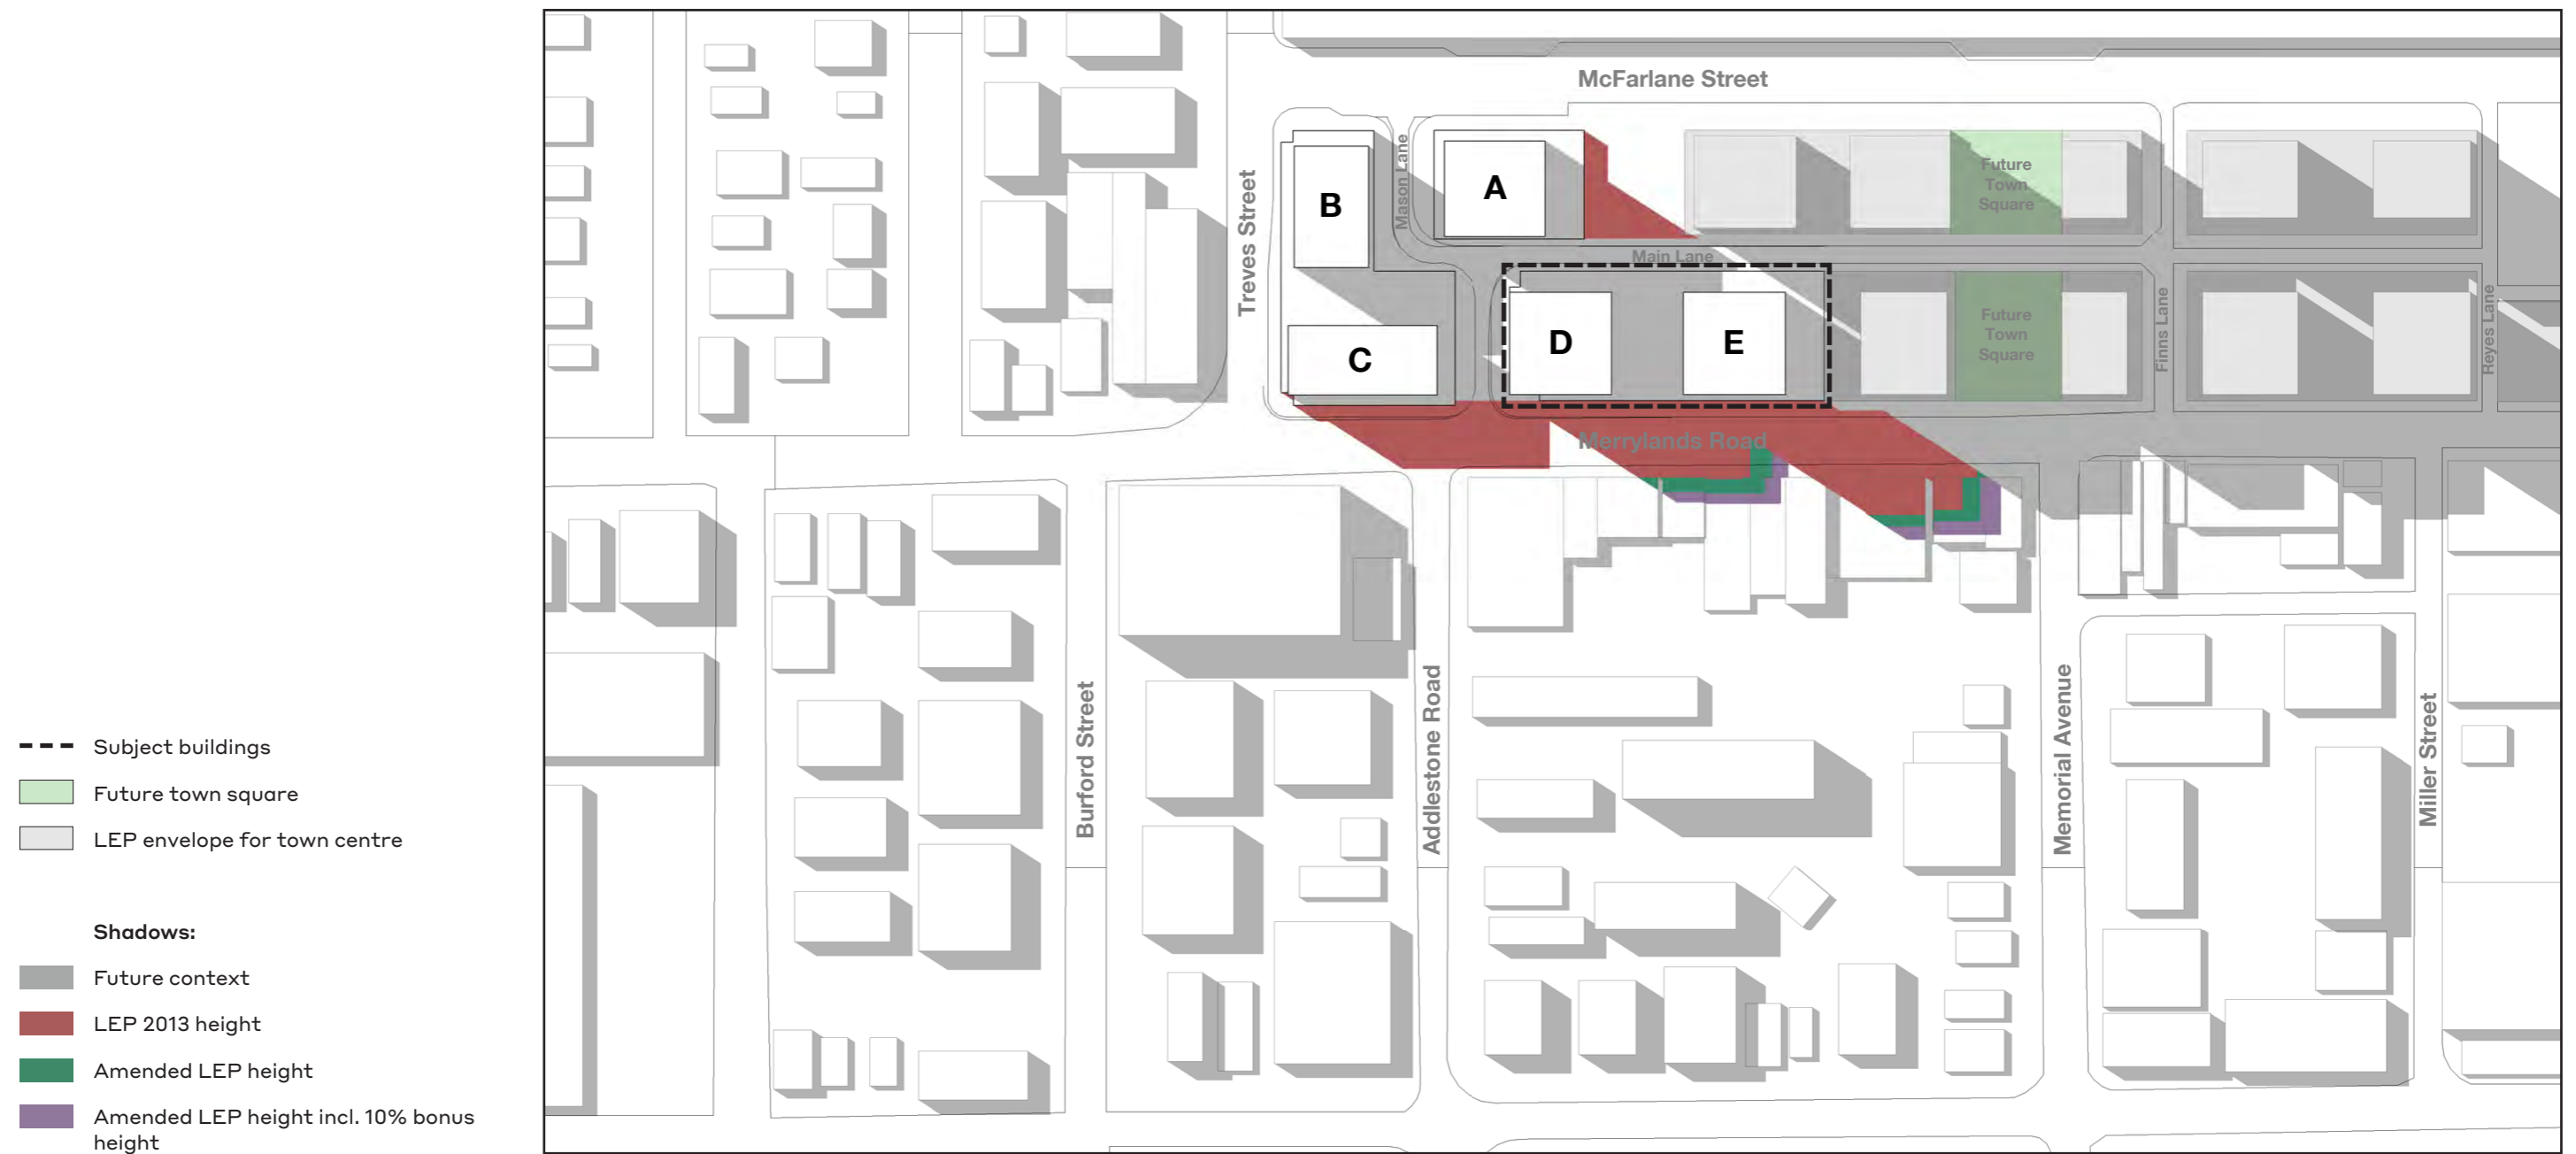 McFarlane Street
Mason Lane
Treves Street
B
A
Future
Town
Square
Main Lane
C
D
E
Future
Town
Square
Finns Lane
Reyes Lane
Merrylands Road
Burford Street
Addlestone Road
Memorial Avenue
Miller Street
Subject buildings
Future town square
LEP envelope for town centre
Shadows:
Future context
LEP 2013 height
Amended LEP height
Amended LEP height incl. 10% bonus
height